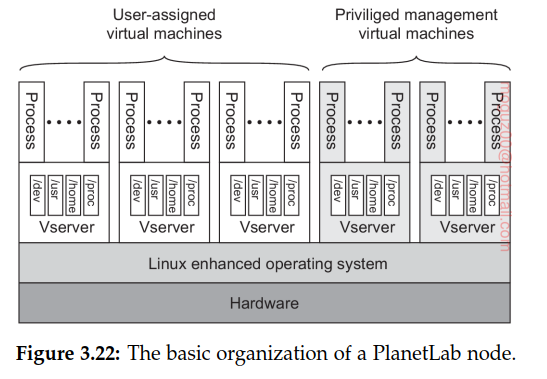 User-assigned
virtual machines
Priviliged management
virtual machines
Process
Process
Process
Process
Process
Process
Process
Process
Process
Process
/dev
/usr
/home
/proc
Vserver
/dev
/usr
/home
/proc
Vserver
/dev
/usr
/home
/proc
Vserver
/dev
/usr
/home
/proc
Vserver
/dev
/usr
/home
/proc
Vserver
Linux enhanced operating system
Hardware
Figure 3.22: The basic organization of a PlanetLab node.